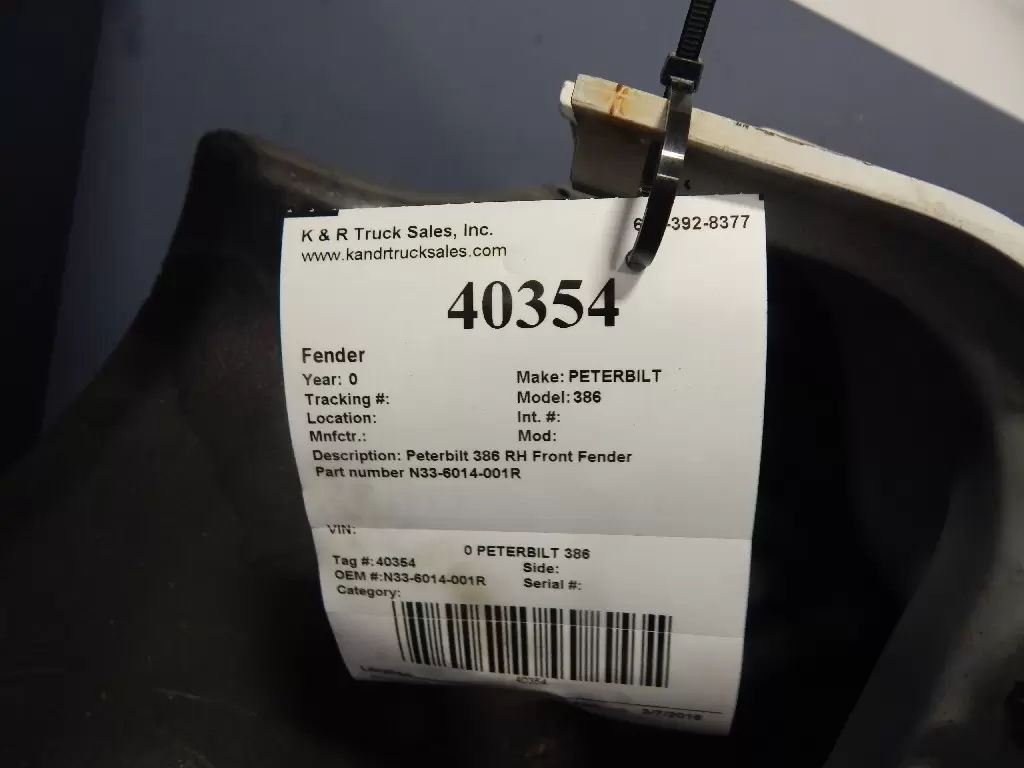 K & R Truck Sales, Inc.
-392-8377
www.kandrtrucksales.com
40354
Fender
Year: 0
Make: PETERBILT
Tracking #:
Model: 386
Location:
Int. #:
Mnfctr.:
Mod:
Description: Peterbilt 386 RH Front Fender
Part number N33-6014-001R
VIN:
0 PETERBILT 386
Tag #: 40354
Side:
OEM #:N33-6014-001R
Serial #:
Category:
40354